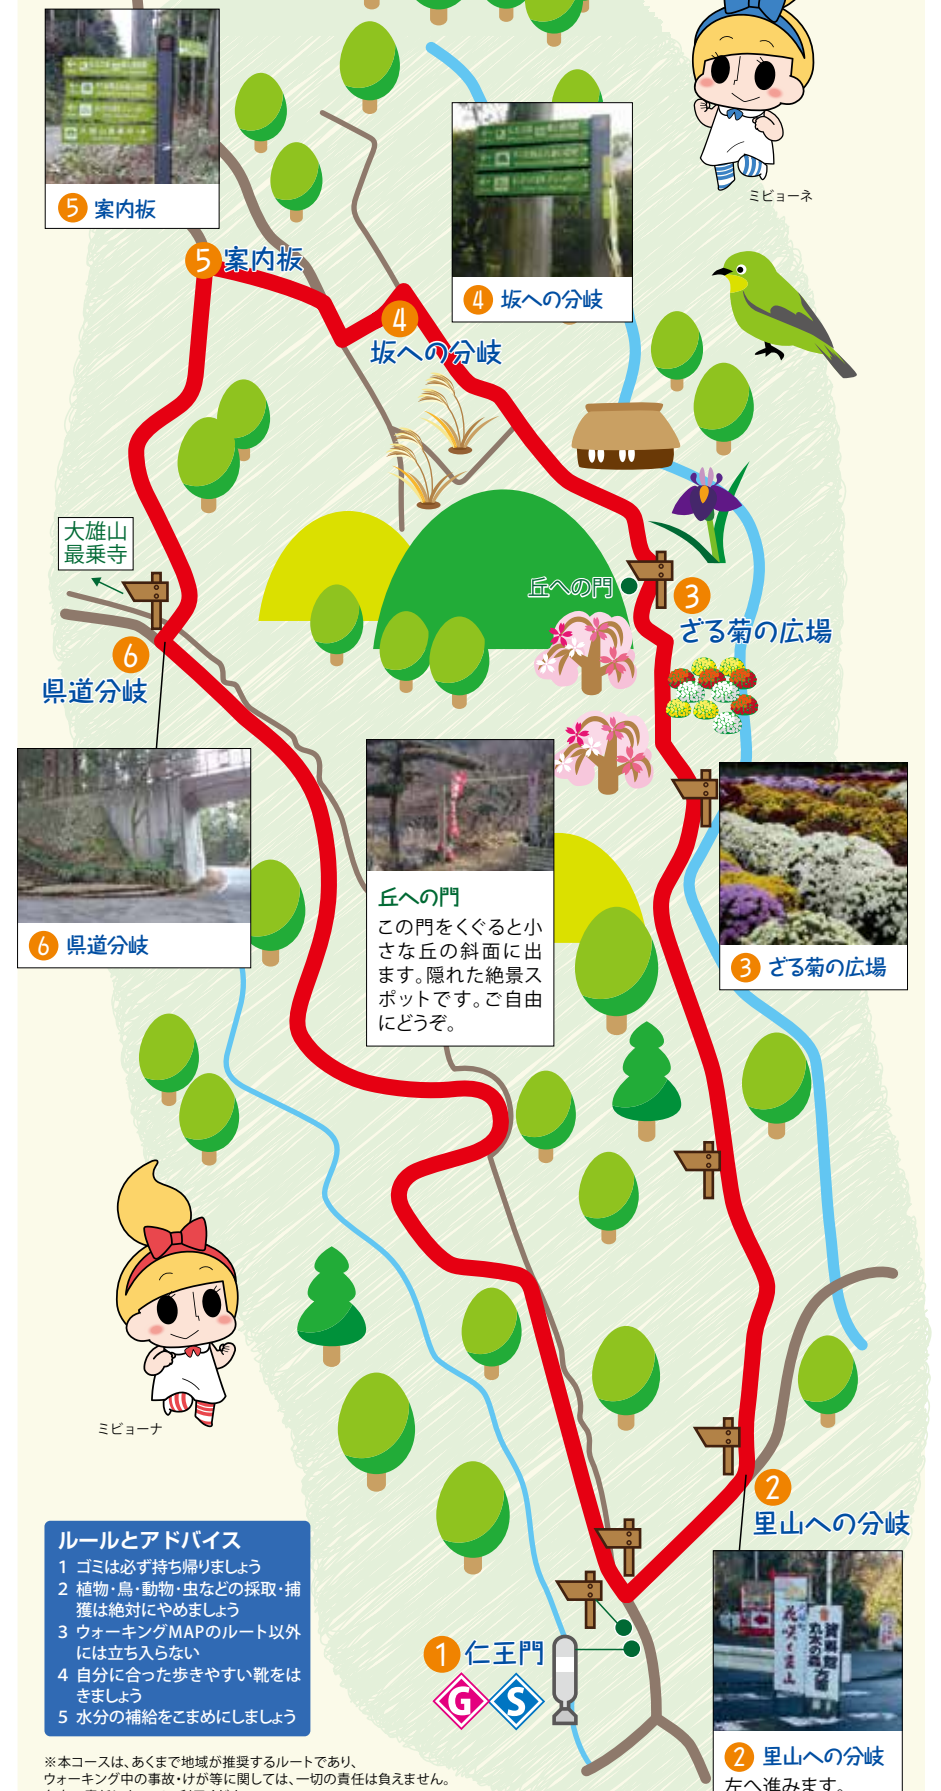 ⑤ 案内板
ミビョーネ
⑤ 案内板
④ 坂への分岐
④
坂への分岐
大雄山
最乗寺
丘への門
③
ざる菊の広場
⑥
県道分岐
⑥ 県道分岐
丘への門
この門をくぐると小
さな丘の斜面に出
ます。隠れた絶景ス
ポットです。ご自由
にどうぞ。
③ ざる菊の広場
ミビョーナ
②
里山への分岐
ルールとアドバイス
1 ゴミは必ず持ち帰りましょう
2 植物・鳥・動物・虫などの採取・捕
獲は絶対にやめましょう
3 ウォーキングMAPのルート以外
には立ち入らない
4 自分に合った歩きやすい靴をは
きましょう
5 水分の補給をこまめにしましょう
① 仁王門
G S
② 里山への分岐
左へ進みます。
※本コースは、あくまで地域が推奨するルートであり、
ウォーキング中の事故・けが等に関しては、一切の責任は負えません。